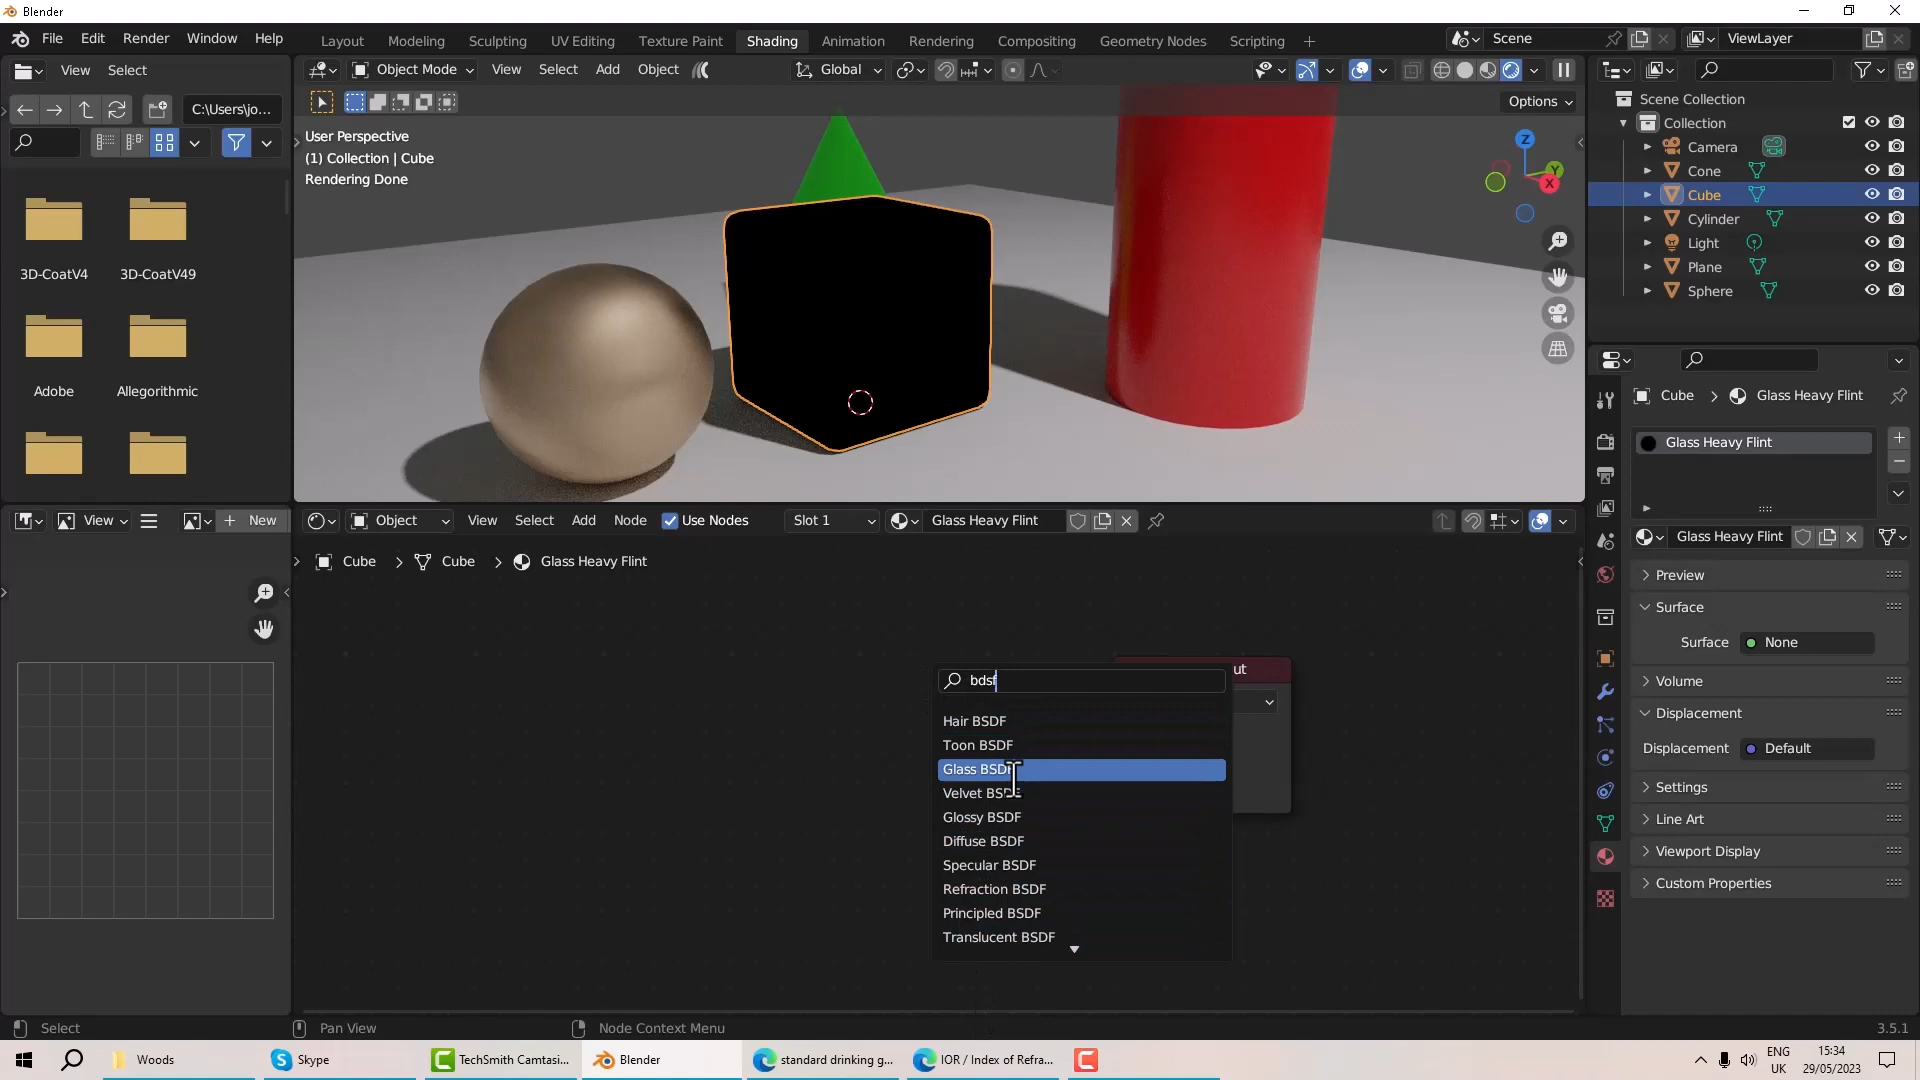 Blender
File Edit Render Window Help
Layout Modeling Sculpting UV Editing Texture Paint Shading Animation Rendering Compositing Geometry Nodes Scripting
Scene
ViewLayer
View Select
Object Mode View Select Add Object
Global
C:\Users\jo...
Options
User Perspective
(1) Collection | Cube
Rendering Done
Z
Y
X
Scene Collection
Collection
Camera
Cone
Cube
Cylinder
Light
Plane
Sphere
3D-CoatV4
3D-CoatV49
Adobe
Allegorithmic
Cube > Glass Heavy Flint
Glass Heavy Flint
Glass Heavy Flint
Preview
Surface
Surface None
Volume
Displacement
Displacement Default
Settings
Line Art
Viewport Display
Custom Properties
View
New
Object View Select Add Node Use Nodes Slot 1 Glass Heavy Flint
Cube > Cube > Glass Heavy Flint
ut
bdsf
Hair BSDF
Toon BSDF
Glass BSDF
Velvet BSDF
Glossy BSDF
Diffuse BSDF
Specular BSDF
Refraction BSDF
Principled BSDF
Translucent BSDF
Select
Pan View
Node Context Menu
3.5.1
Woods
Skype
TechSmith Camtasi...
Blender
standard drinking g...
IOR / Index of Refra...
ENG
UK
15:34
29/05/2023